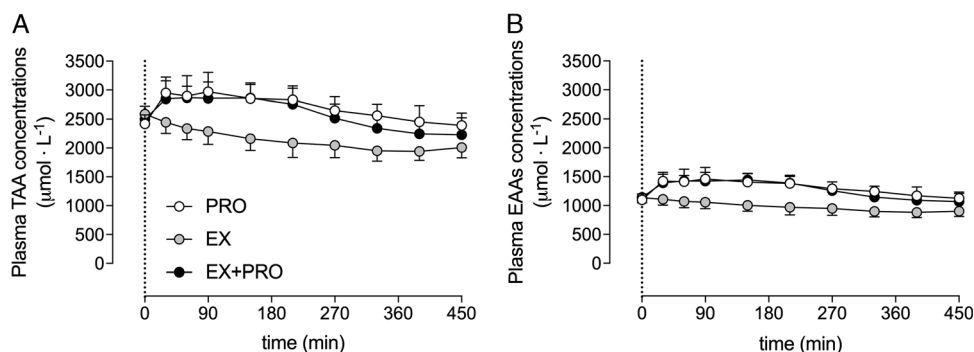 A
Plasma TAA concentrations
(μmol · L⁻¹)
3500
3000
2500
2000
1500
1000
500
0
PRO
EX
EX+PRO
0 90 180 270 360 450
time (min)
B
Plasma EAAs concentrations
(μmol · L⁻¹)
3500
3000
2500
2000
1500
1000
500
0
0 90 180 270 360 450
time (min)